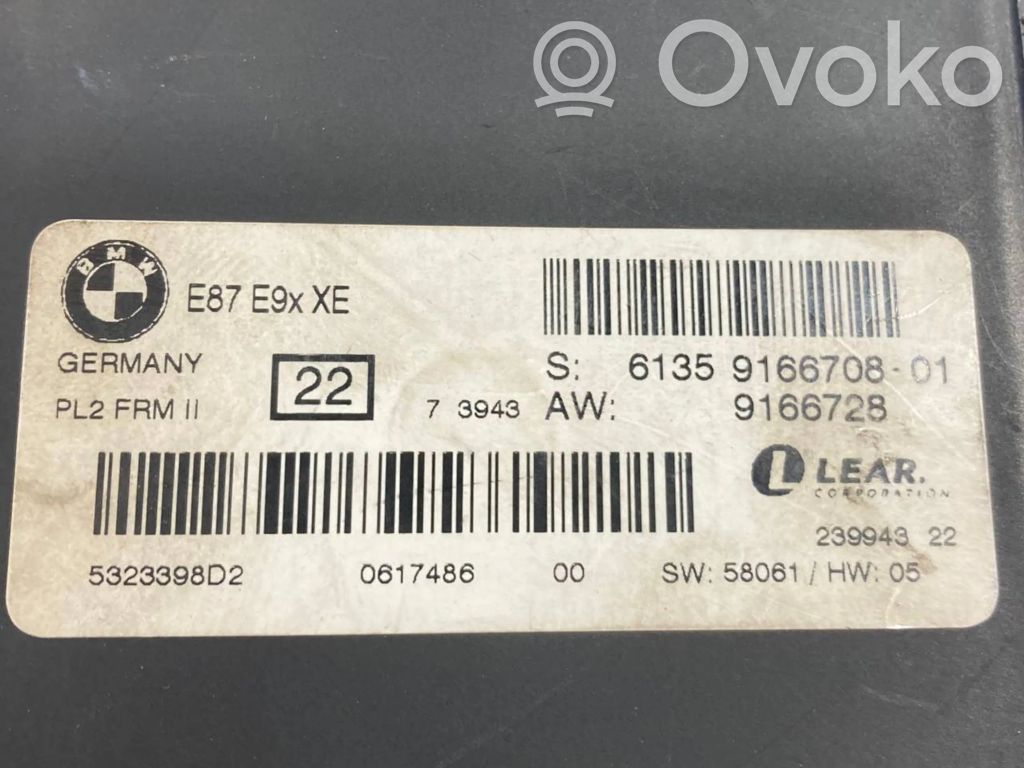 Ovoko
BMW
E87 E9x XE
GERMANY
22
S: 6135 9166708-01
PL2 FRM II
7 3943
AW: 9166728
LEAR.
CORPORATION
239943 22
5323398D2 0617486 00 SW: 58061 / HW: 05